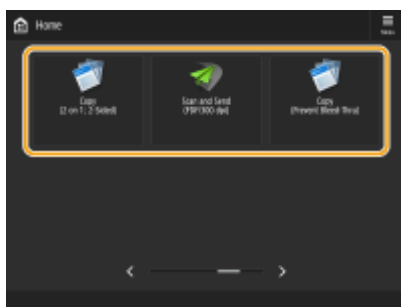 Home
Menu
Copy
(2 on 1, 2 Sided)
Scan and Send
(PDF(300 dpi)
Copy
(Prevent Bleed Thru)